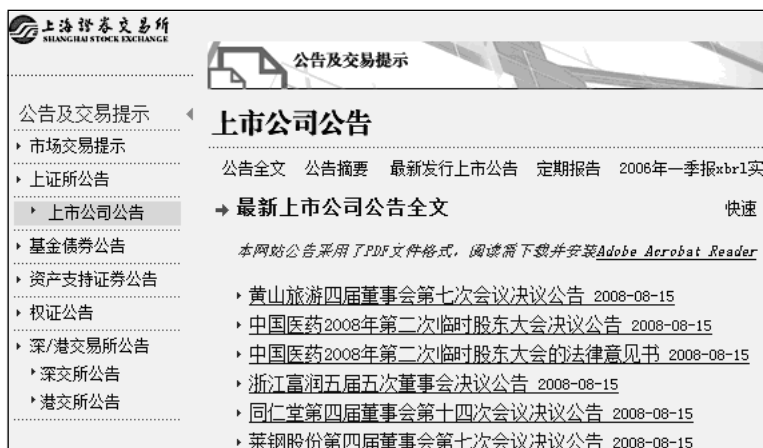 上海證券交易所
SHANGHAI STOCK EXCHANGE
公告及交易提示
公告及交易提示
市场交易提示
上证所公告
上市公司公告
基金债券公告
资产支持证券公告
权证公告
深/港交易所公告
深交所公告
港交所公告
上市公司公告
公告全文 公告摘要 最新发行上市公告 定期报告 2006年一季报xbrl实
最新上市公司公告全文 快速
本网站公告采用了PDF文件格式，阅读需下载并安装Adobe Acrobat Reader
黄山旅游四届董事会第七次会议决议公告 2008-08-15
中国医药2008年第二次临时股东大会决议公告 2008-08-15
中国医药2008年第二次临时股东大会的法律意见书 2008-08-15
浙江富润五届五次董事会决议公告 2008-08-15
同仁堂第四届董事会第十四次会议决议公告 2008-08-15
莱钢股份第四届董事会第十七次会议决议公告 2008-08-15